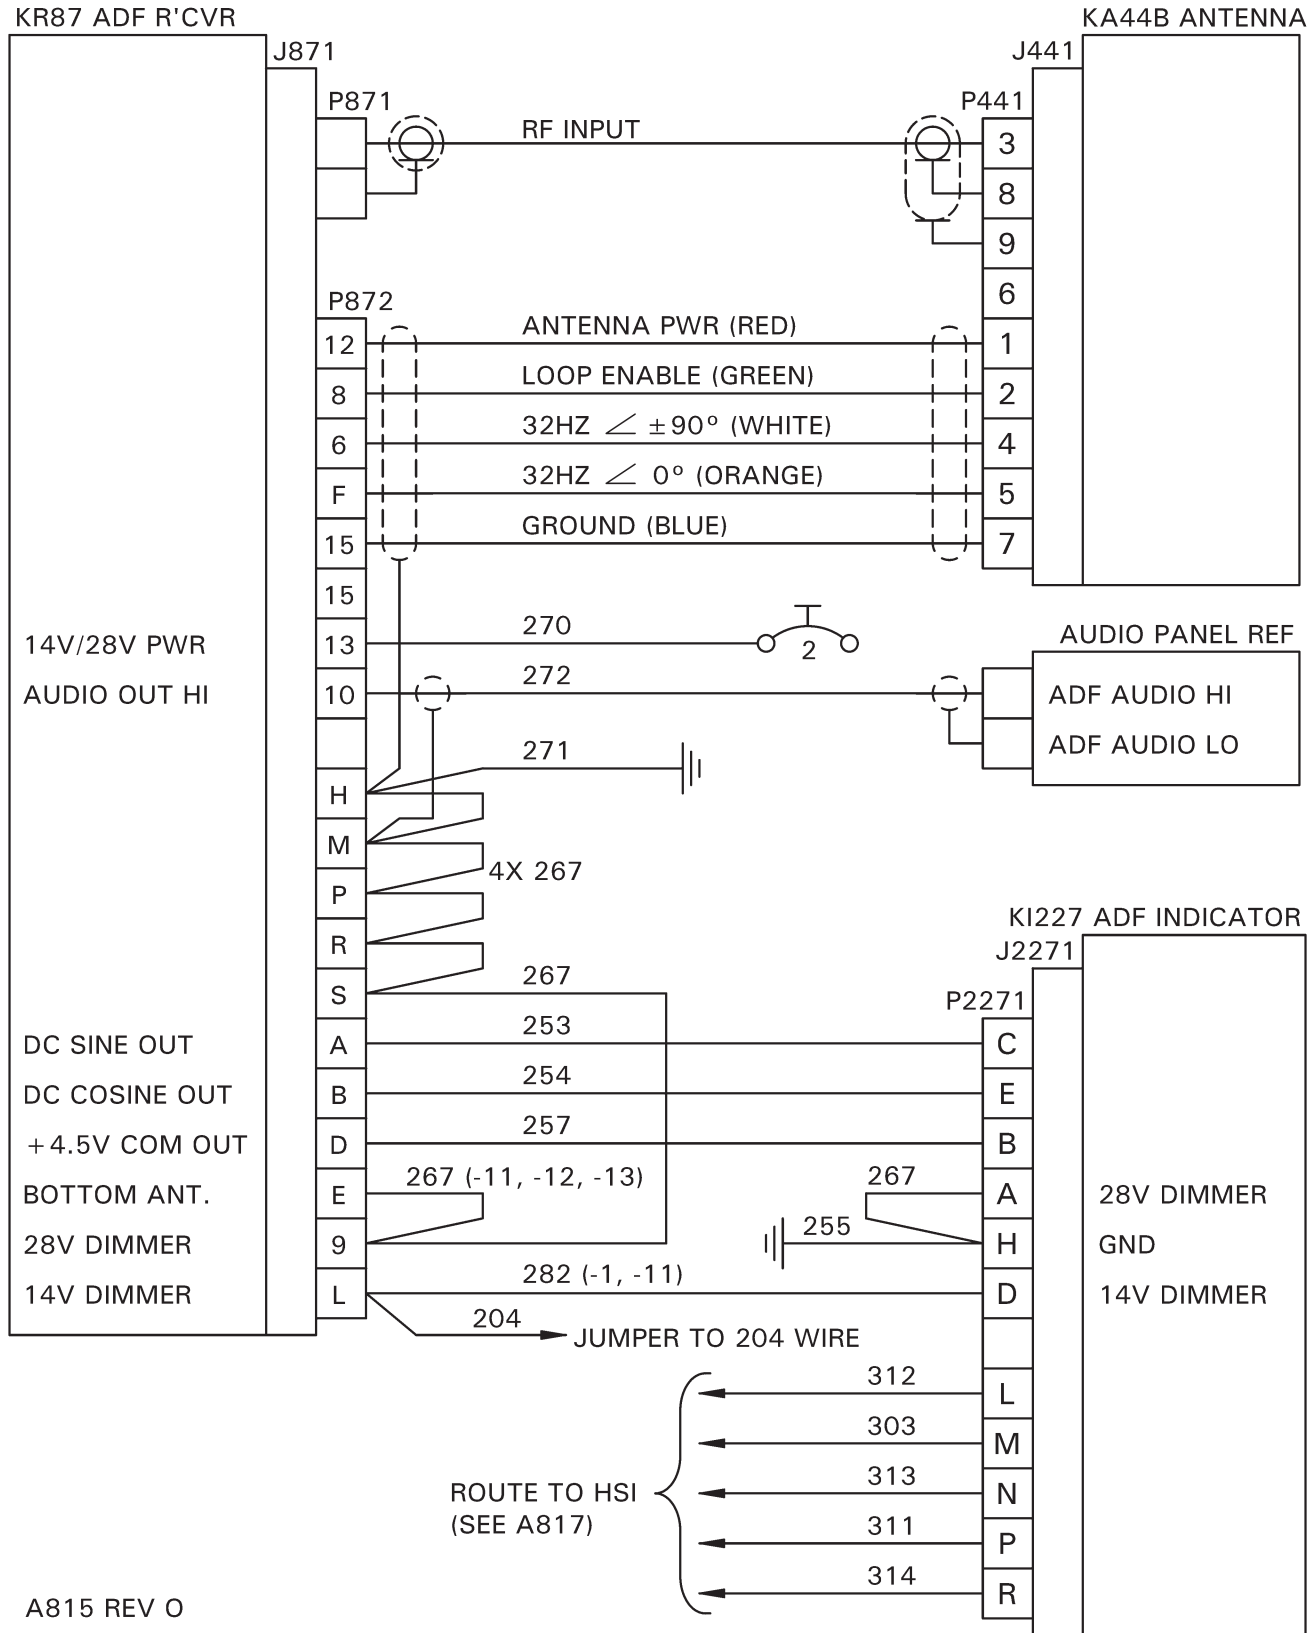 KR87 ADF R'CVR
KA44B ANTENNA
J871
J441
P871
P441
RF INPUT
3
8
9
6
P872
12
ANTENNA PWR (RED)
1
8
LOOP ENABLE (GREEN)
2
6
32HZ ∠ ±90° (WHITE)
4
F
32HZ ∠ 0° (ORANGE)
5
15
GROUND (BLUE)
7
15
14V/28V PWR
13
270
2
AUDIO PANEL REF
AUDIO OUT HI
10
272
ADF AUDIO HI
ADF AUDIO LO
271
H
M
4X 267
P
R
KI227 ADF INDICATOR
J2271
S
267
P2271
DC SINE OUT
A
253
C
DC COSINE OUT
B
254
E
+4.5V COM OUT
D
257
B
BOTTOM ANT.
E
267 (-11, -12, -13)
267
A
28V DIMMER
28V DIMMER
9
255
H
GND
14V DIMMER
L
282 (-1, -11)
D
14V DIMMER
204
JUMPER TO 204 WIRE
312
L
303
M
ROUTE TO HSI
(SEE A817)
313
N
311
P
314
R
A815 REV O